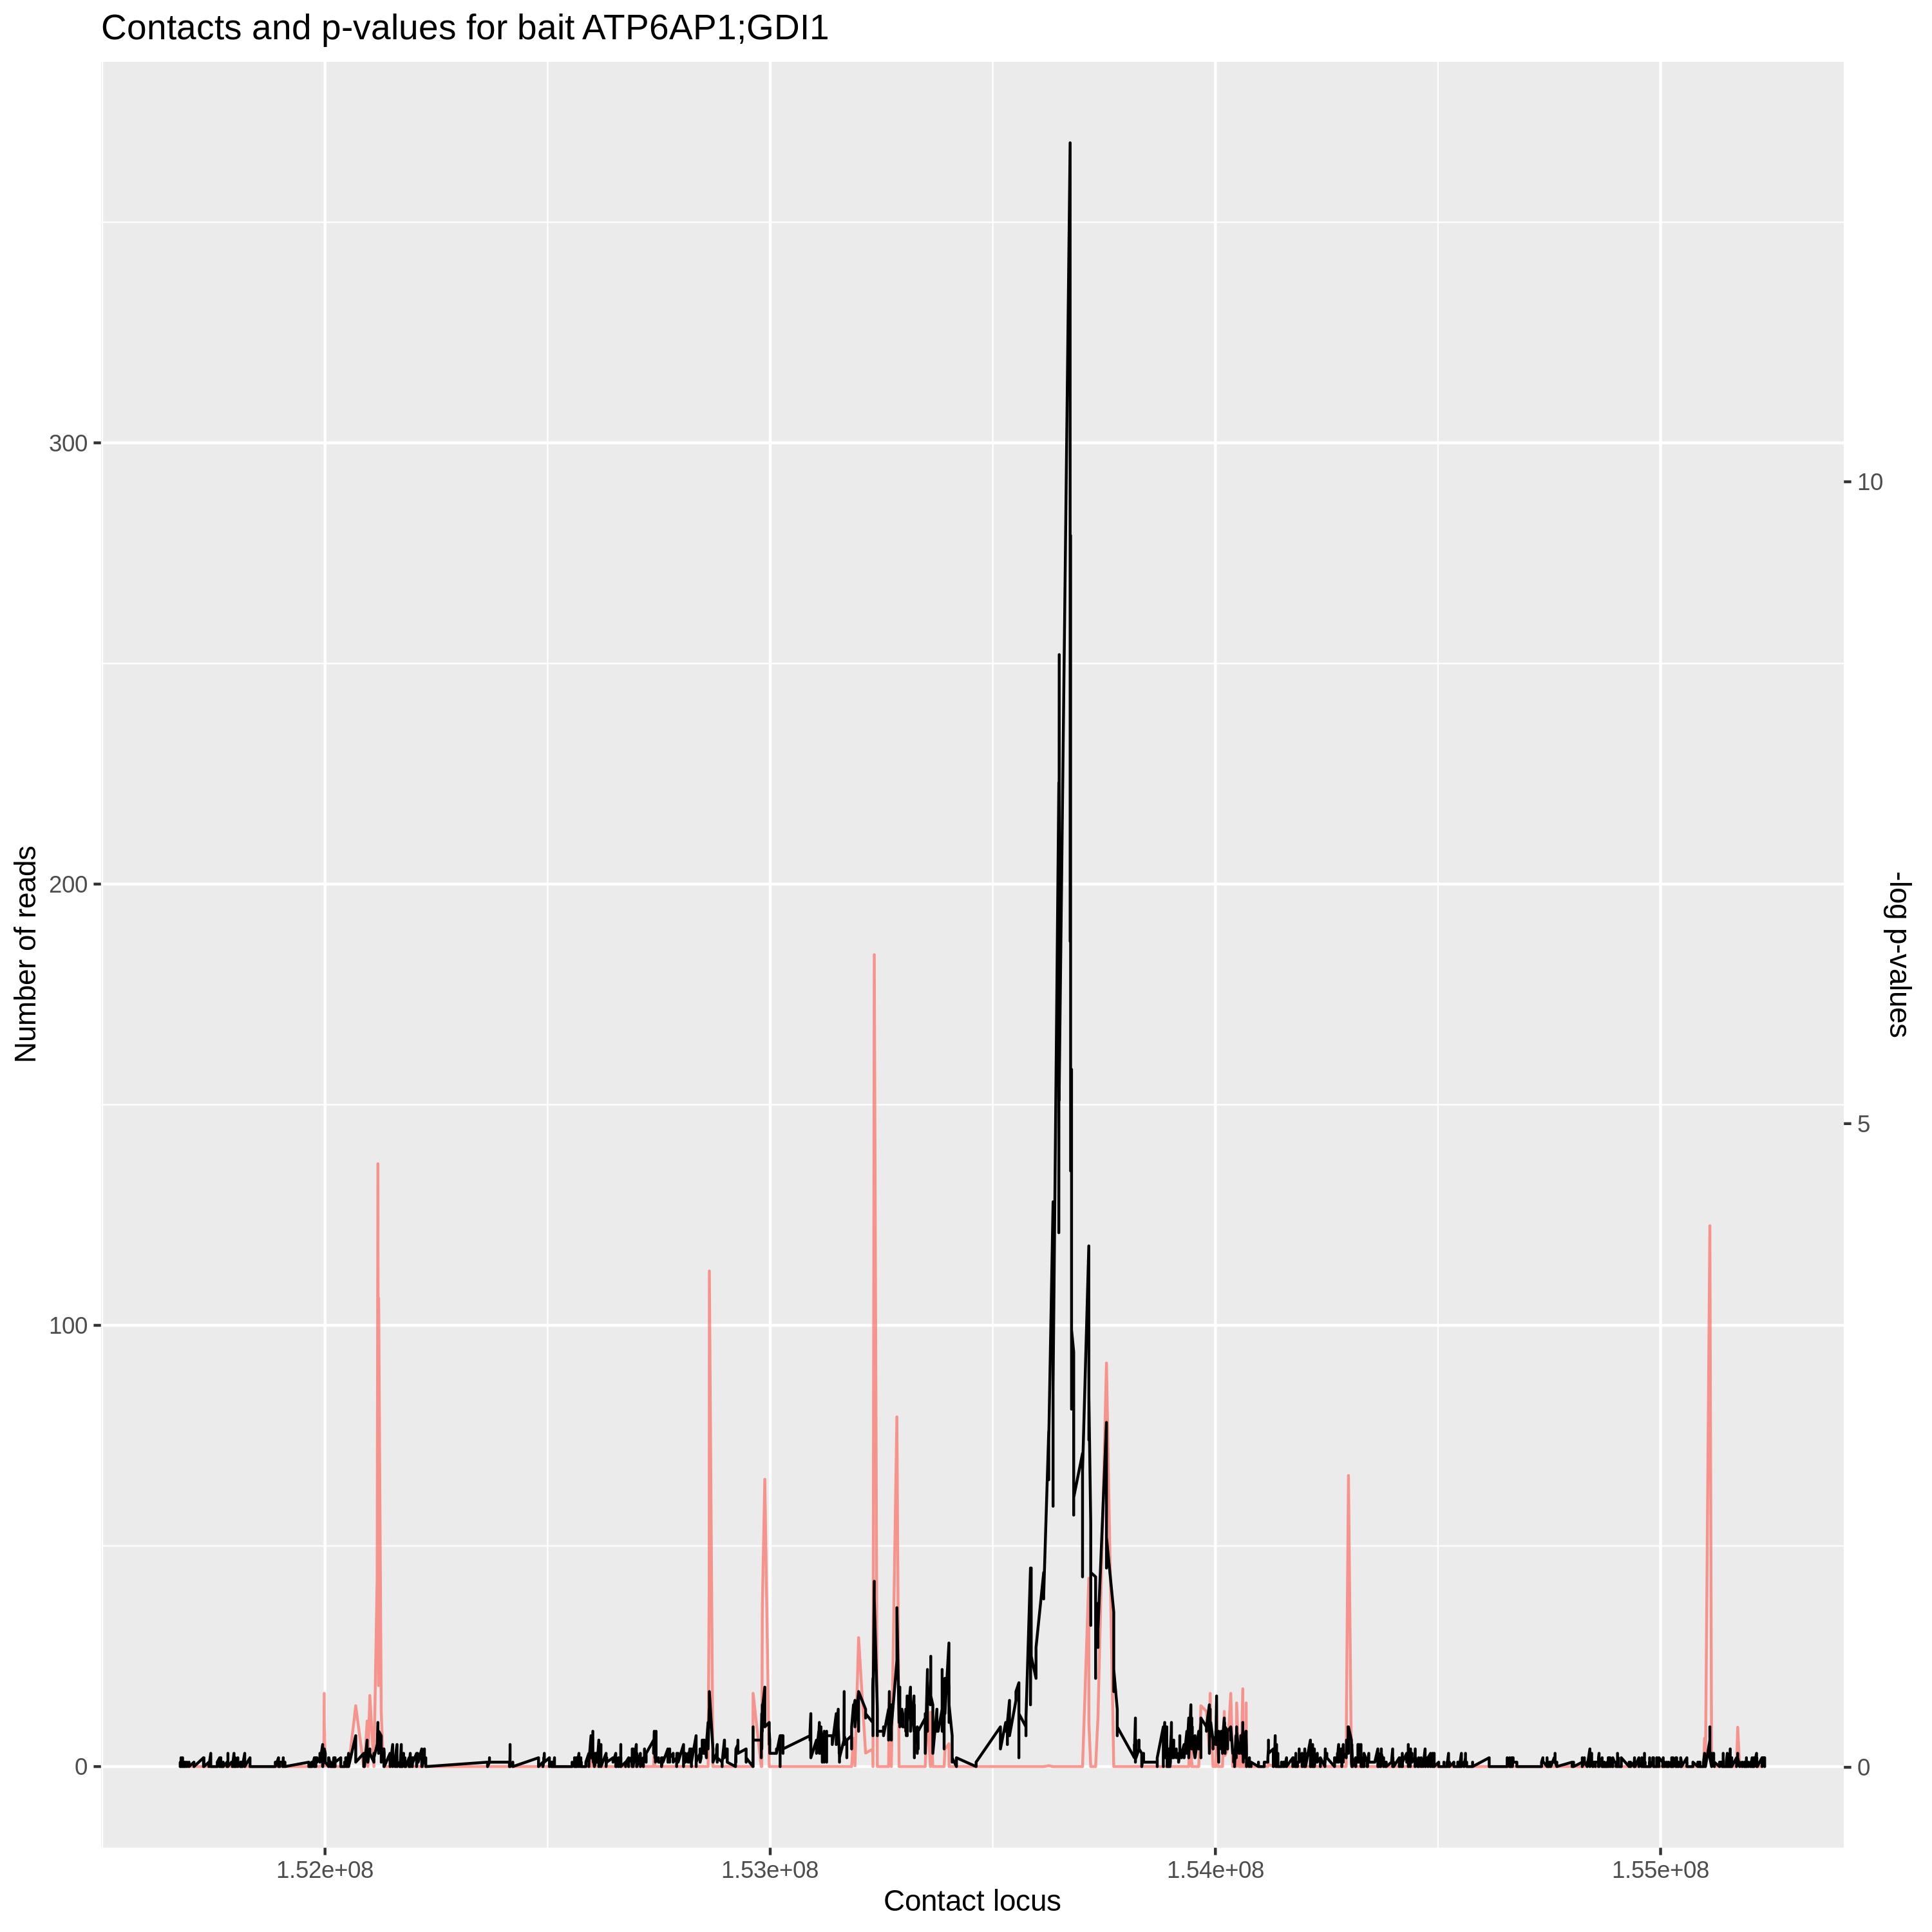 Contacts and p-values for bait ATP6AP1;GDI1
300
200
100
0
Number of reads
10
5
0
-log p-values
1.52e+08
1.53e+08
1.54e+08
1.55e+08
Contact locus